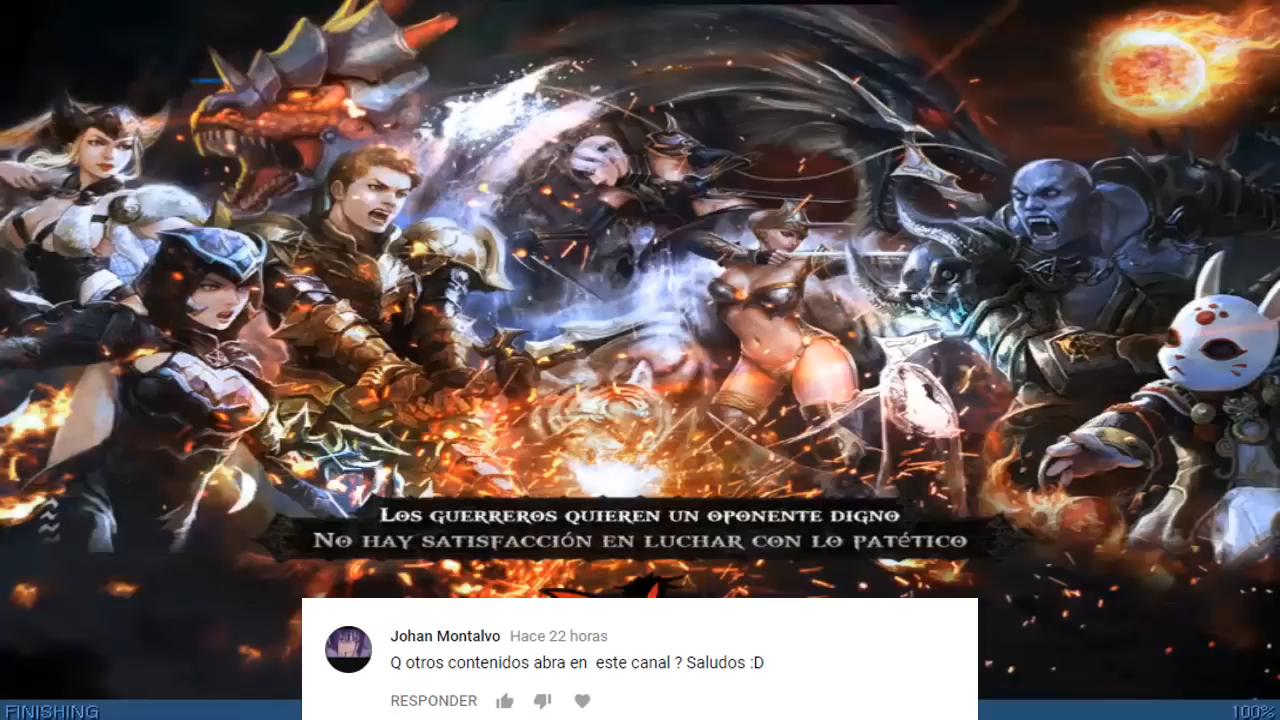 LOS GUERREROS QUIEREN UN OPONENTE DIGNO
NO HAY SATISFACCIÓN EN LUCHAR CON LO PATÉTICO
Johan Montalvo Hace 22 horas
Q otros contenidos abra en este canal ? Saludos :D
RESPONDER
FINISHING 100%